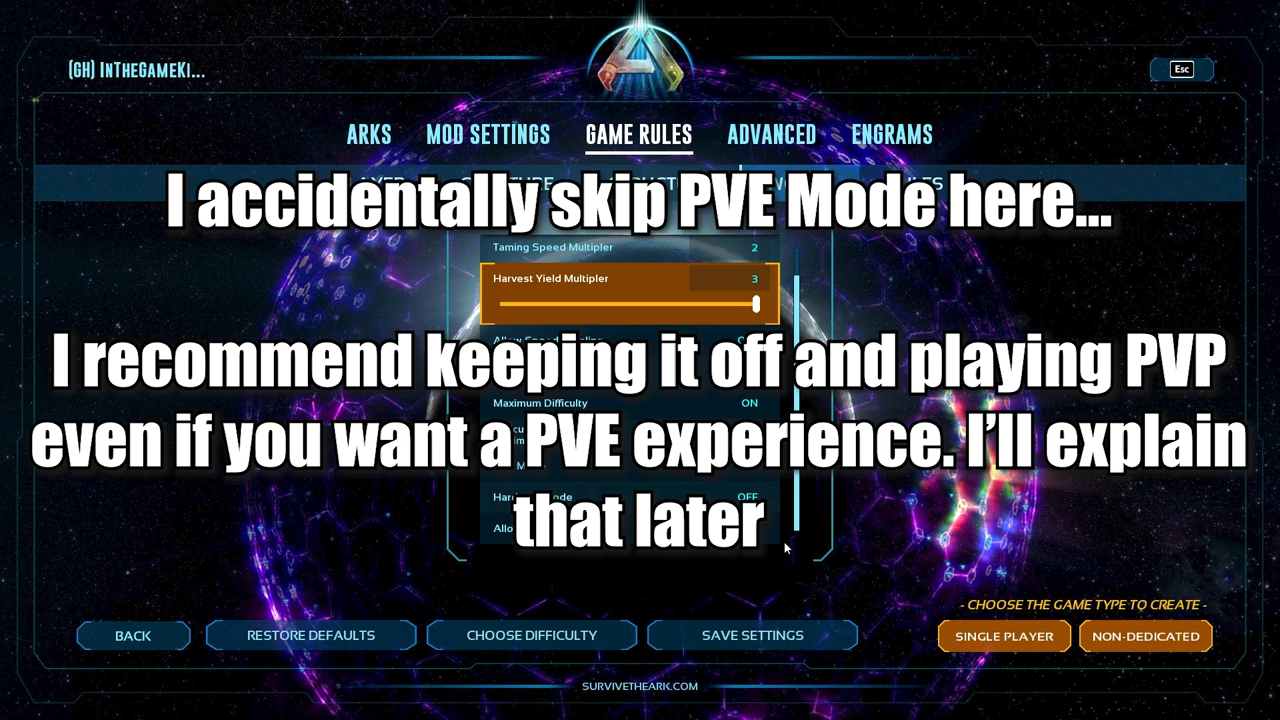 (GH) InTheGameKi...
Esc
ARKS MOD SETTINGS GAME RULES ADVANCED ENGRAMS
I accidentally skip PVE Mode here...
Taming Speed Multipler 2
Harvest Yield Multipler 3
I recommend keeping it off and playing PVP
Maximum Difficulty ON
even if you want a PVE experience. I'll explain
OFF
that later
- CHOOSE THE GAME TYPE TO CREATE -
BACK RESTORE DEFAULTS CHOOSE DIFFICULTY SAVE SETTINGS SINGLE PLAYER NON-DEDICATED
SURVIVETHEARK.COM